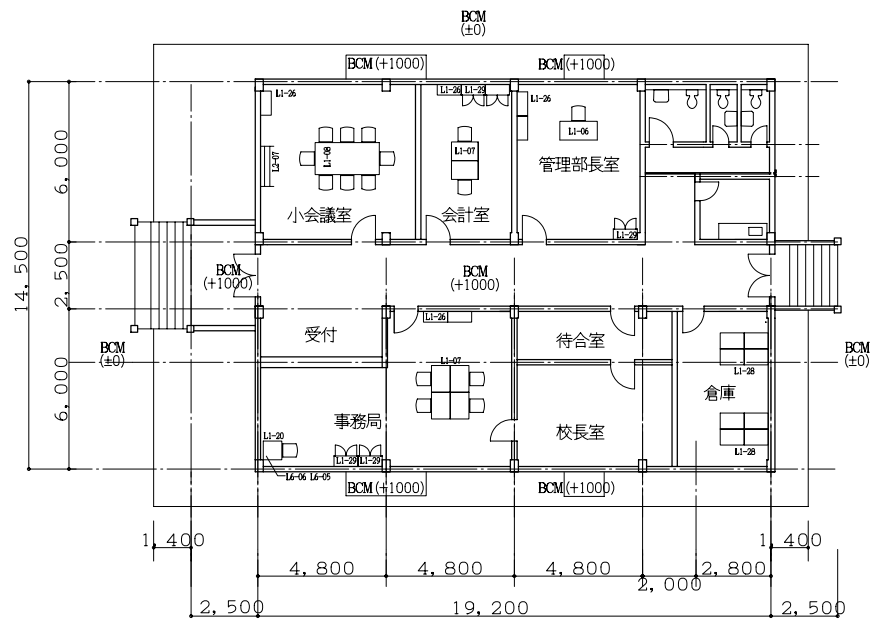 BCM
(±0)
BCM(+1000)
BCM(+1000)
L1-26
L1-26
L1-29
L1-26
L1-08
L2-07
L1-07
L1-06
小会議室
会計室
管理部長室
L1-29
6,000
14,500
2,500
6,000
BCM
(+1000)
BCM
(+1000)
BCM
(±0)
BCM
(±0)
受付
L1-26
待合室
L1-07
L1-28
倉庫
事務局
校長室
L1-20
L1-29
L1-29
L1-28
L6-06 L6-05
BCM(+1000)
BCM(+1000)
1,400
1,400
4,800
4,800
4,800
2,000
2,800
2,500
19,200
2,500